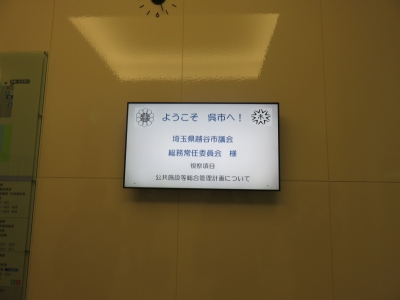 ようこそ 呉市へ！
埼玉県越谷市議会
総務常任委員会 様
視察項目
公共施設等総合管理計画について